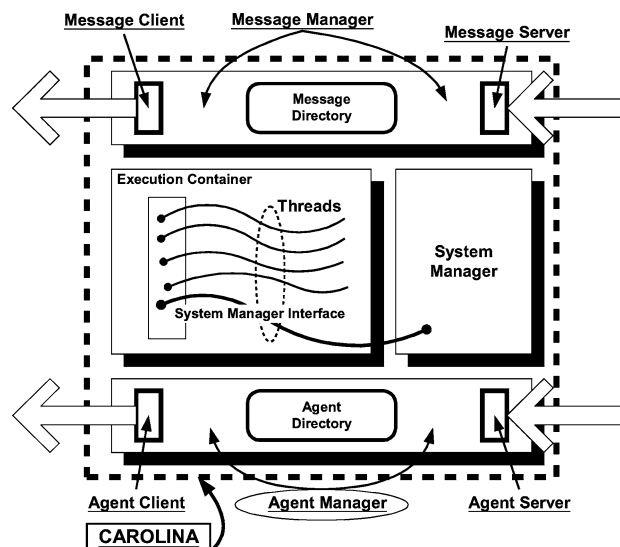 Message Manager
Message Client
Message Server
Message
Directory
Execution Container
Threads
System
Manager
System Manager Interface
Agent
Directory
Agent Client
Agent Manager
Agent Server
CAROLINA